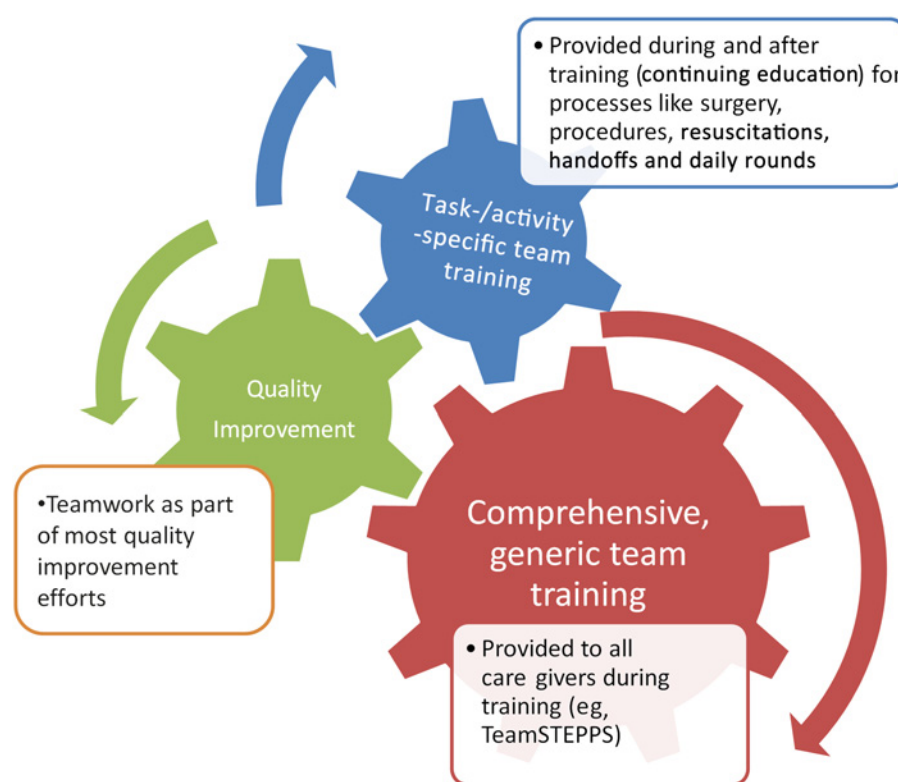 • Provided during and after
training (continuing education) for
processes like surgery,
procedures, resuscitations,
handoffs and daily rounds
Task-/activity
-specific team
training
Quality
Improvement
•Teamwork as part
of most quality
improvement
efforts
Comprehensive,
generic team
training
• Provided to all
care givers during
training (eg,
TeamSTEPPS)